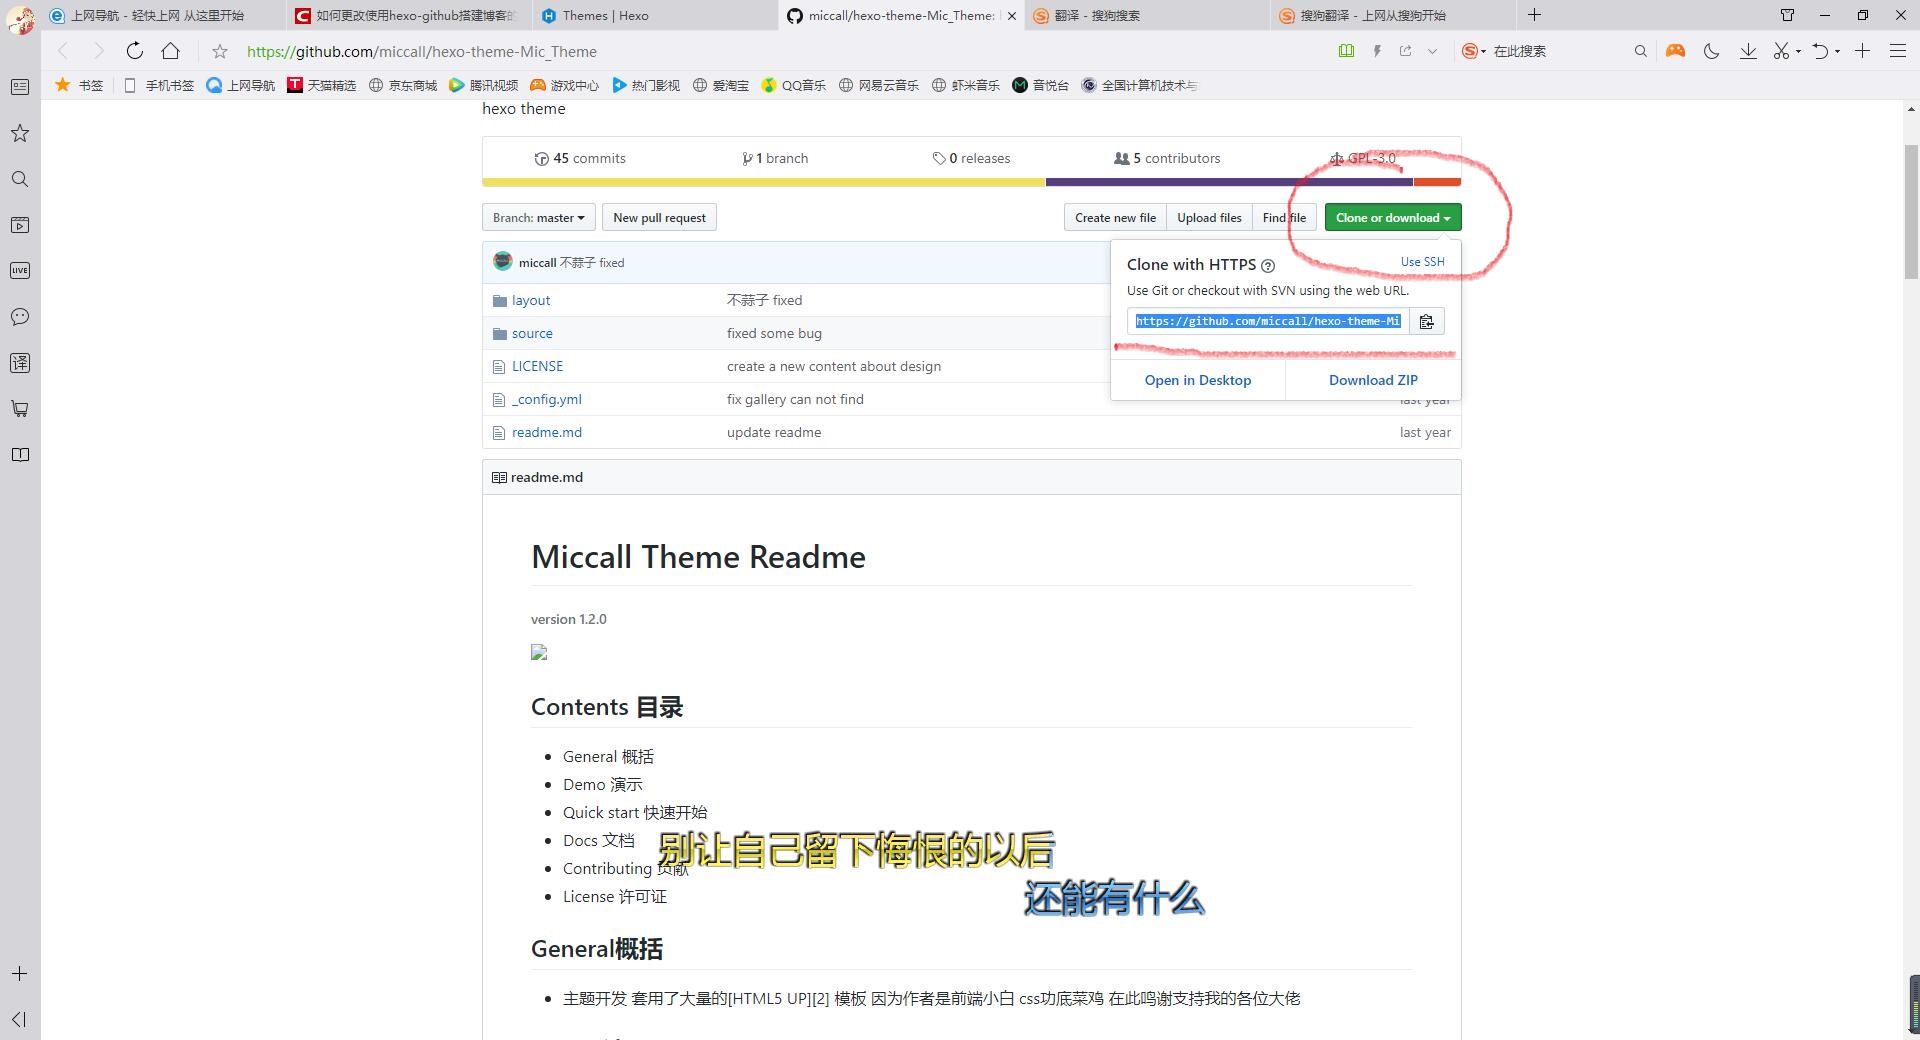 上网导航 - 轻快上网 从这里开始
如何更改使用hexo-github搭建博客的
Themes | Hexo
miccall/hexo-theme-Mic_Theme:
翻译 - 搜狗搜索
搜狗翻译 - 上网从搜狗开始
https://github.com/miccall/hexo-theme-Mic_Theme
在此搜索
书签
手机书签
上网导航
天猫精选
京东商城
腾讯视频
游戏中心
热门影视
爱淘宝
QQ音乐
网易云音乐
虾米音乐
音悦台
全国计算机技术与
LIVE
译
hexo theme
45 commits
1 branch
0 releases
5 contributors
GPL-3.0
Branch: master
New pull request
Create new file
Upload files
Find file
Clone or download
miccall 不蒜子 fixed
Clone with HTTPS
Use SSH
Use Git or checkout with SVN using the web URL.
https://github.com/miccall/hexo-theme-Mi
Open in Desktop
Download ZIP
layout
不蒜子 fixed
source
fixed some bug
LICENSE
create a new content about design
_config.yml
fix gallery can not find
last year
readme.md
update readme
last year
readme.md
Miccall Theme Readme
version 1.2.0
Contents 目录
General 概括
Demo 演示
Quick start 快速开始
Docs 文档
别让自己留下悔恨的以后
Contributing 贡献
License 许可证
还能有什么
General概括
主题开发 套用了大量的[HTML5 UP][2] 模板 因为作者是前端小白 css功底菜鸡 在此鸣谢支持我的各位大佬